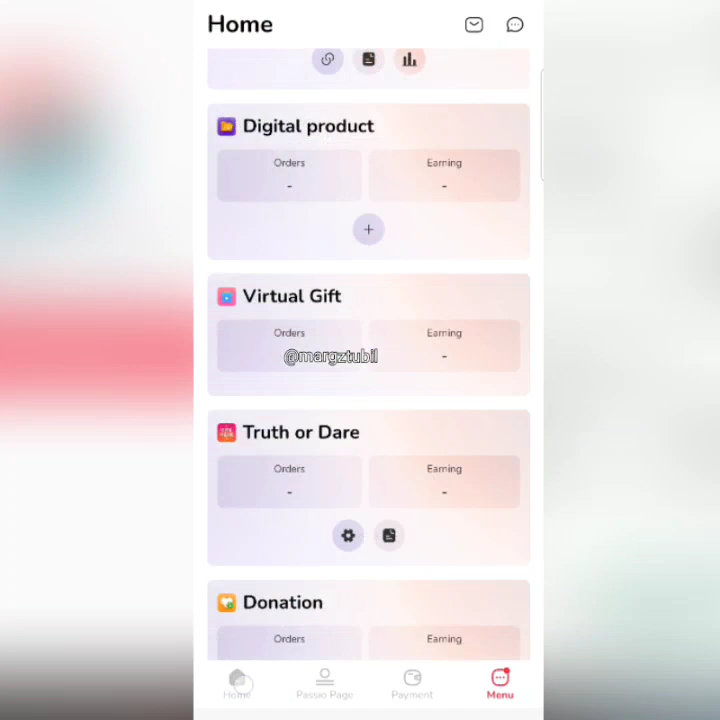 Home
Digital product
Orders
Earning
-
-
+
Virtual Gift
Orders
Earning
@margztubil
-
Truth or Dare
Orders
Earning
-
-
Donation
Orders
Earning
Home
Passio Page
Payment
Menu